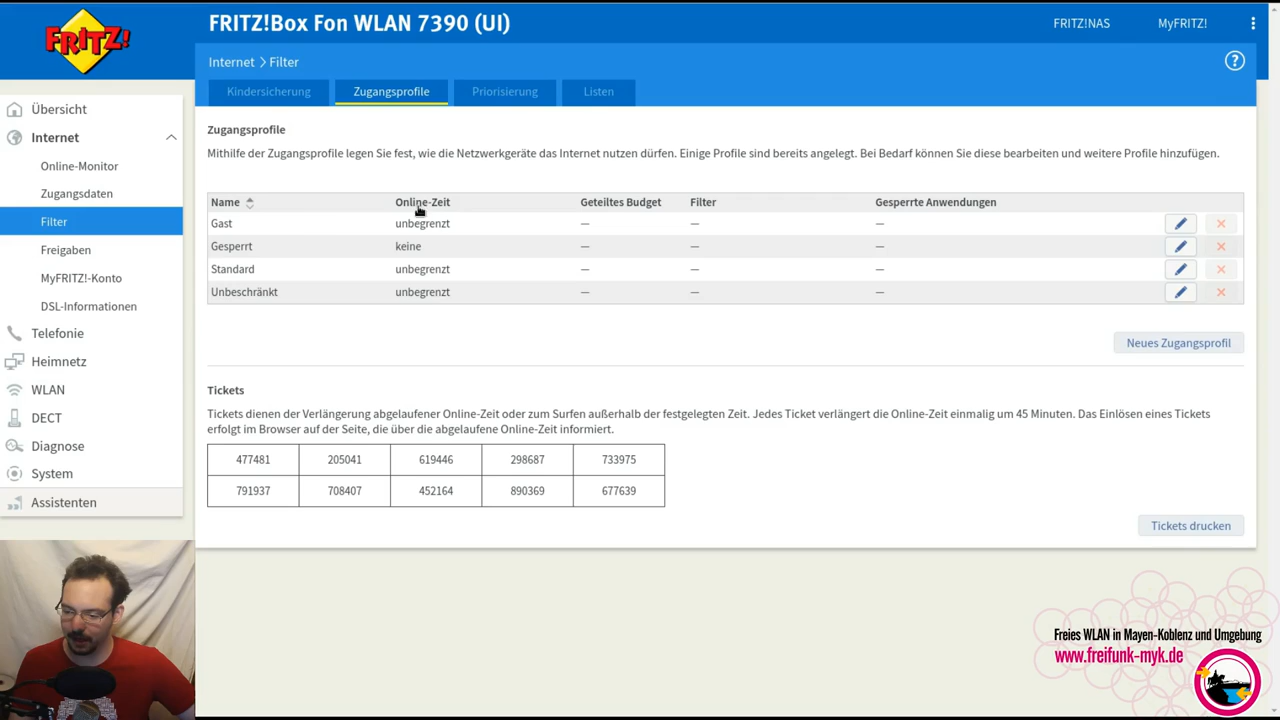 FRITZ!
FRITZ!Box Fon WLAN 7390 (UI)
FRITZ!NAS
MyFRITZ!
Internet > Filter
?
Kindersicherung
Zugangsprofile
Priorisierung
Listen
Übersicht
Internet
Online-Monitor
Zugangsdaten
Filter
Freigaben
MyFRITZ!-Konto
DSL-Informationen
Telefonie
Heimnetz
WLAN
DECT
Diagnose
System
Assistenten
Zugangsprofile
Mithilfe der Zugangsprofile legen Sie fest, wie die Netzwerkgeräte das Internet nutzen dürfen. Einige Profile sind bereits angelegt. Bei Bedarf können Sie diese bearbeiten und weitere Profile hinzufügen.
Name Online-Zeit Geteiltes Budget Filter Gesperrte Anwendungen
Gast unbegrenzt — — —
Gesperrt keine — — —
Standard unbegrenzt — — —
Unbeschränkt unbegrenzt — — —
Neues Zugangsprofil
Tickets
Tickets dienen der Verlängerung abgelaufener Online-Zeit oder zum Surfen außerhalb der festgelegten Zeit. Jedes Ticket verlängert die Online-Zeit einmalig um 45 Minuten. Das Einlösen eines Tickets
erfolgt im Browser auf der Seite, die über die abgelaufene Online-Zeit informiert.
477481 205041 619446 298687 733975
791937 708407 452164 890369 677639
Tickets drucken
Freies WLAN in Mayen-Koblenz und Umgebung
www.freifunk-myk.de